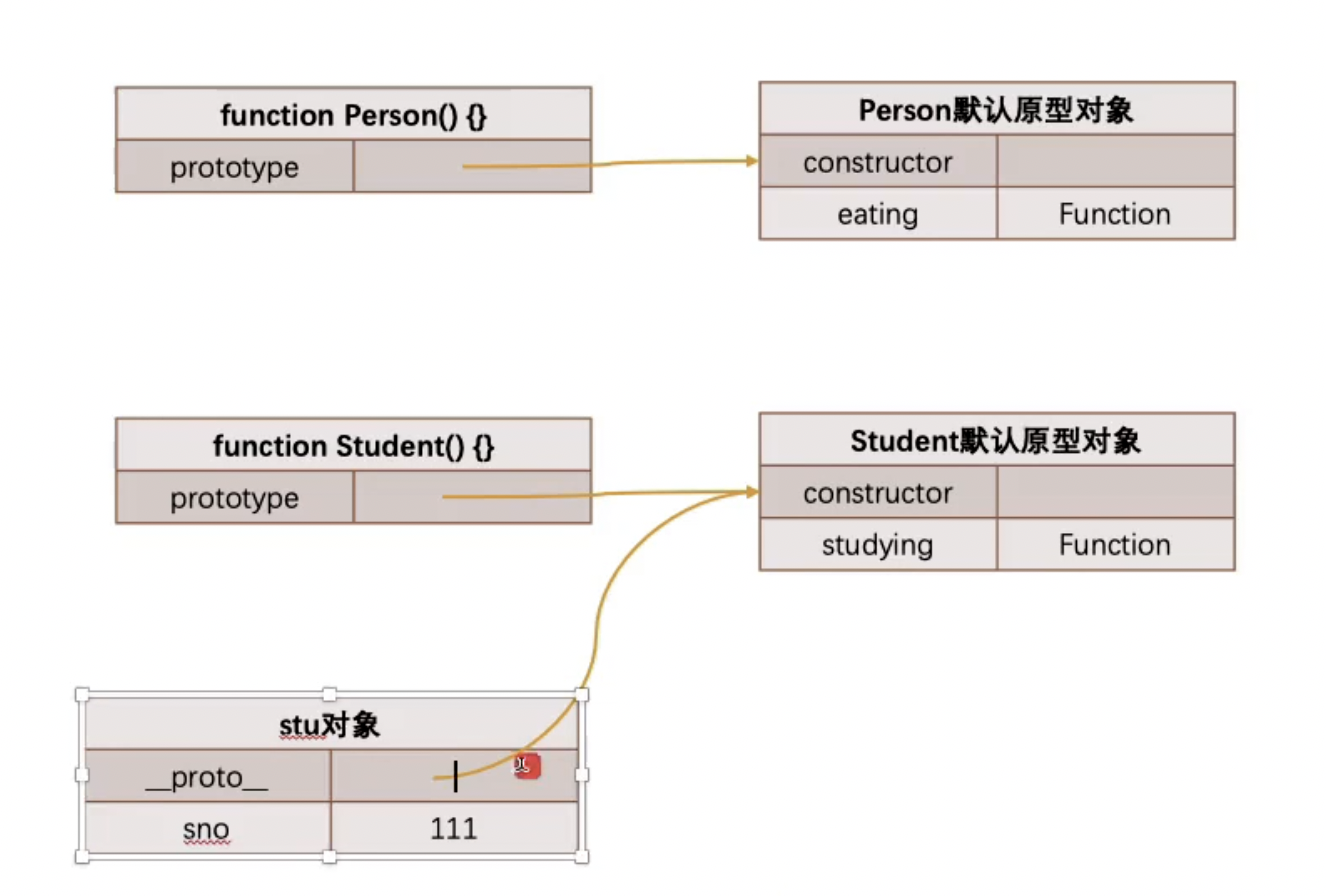 function Person() {}
prototype
Person默认原型对象
constructor
eating Function
function Student() {}
prototype
Student默认原型对象
constructor
studying Function
stu对象
__proto__
sno 111